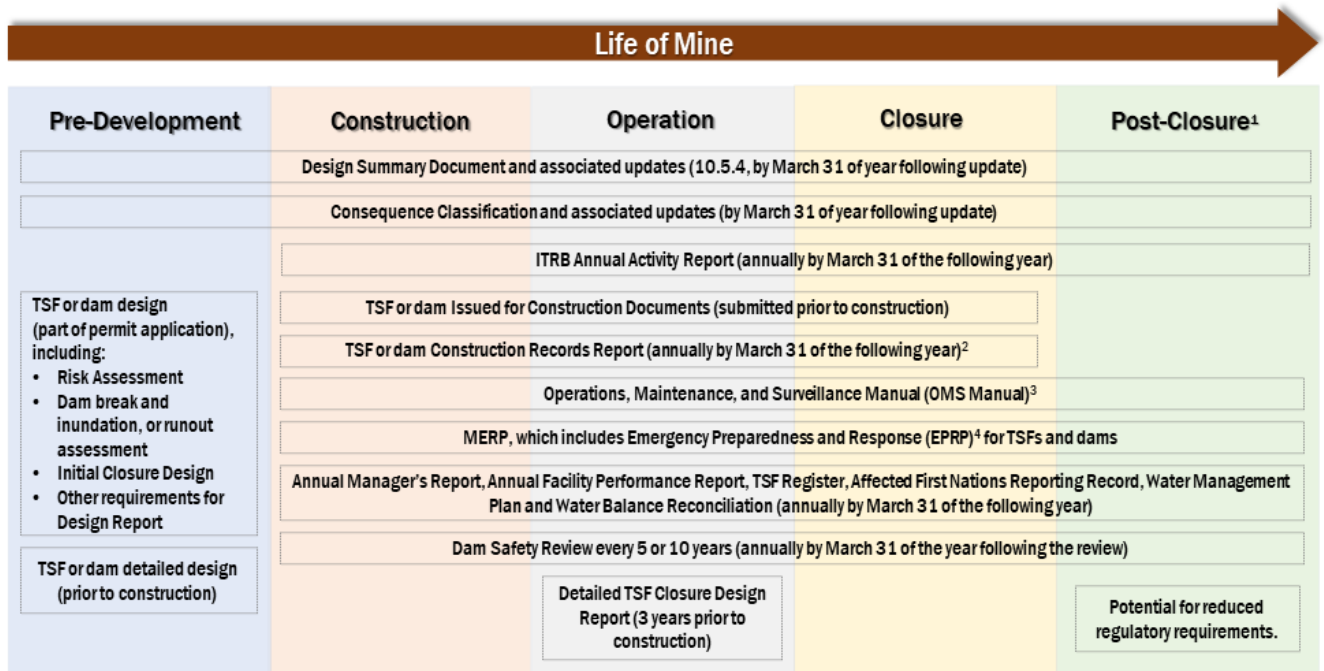 Life of Mine
Pre-Development
Construction
Operation
Closure
Post-Closure¹
Design Summary Document and associated updates (10.5.4, by March 31 of year following update)
Consequence Classification and associated updates (by March 31 of year following update)
ITRB Annual Activity Report (annually by March 31 of the following year)
TSF or dam design
(part of permit application),
including:
• Risk Assessment
• Dam break and
inundation, or runout
assessment
• Initial Closure Design
• Other requirements for
Design Report
TSF or dam detailed design
(prior to construction)
TSF or dam Issued for Construction Documents (submitted prior to construction)
TSF or dam Construction Records Report (annually by March 31 of the following year)²
Operations, Maintenance, and Surveillance Manual (OMS Manual)³
MERP, which includes Emergency Preparedness and Response (EPRP)⁴ for TSFs and dams
Annual Manager's Report, Annual Facility Performance Report, TSF Register, Affected First Nations Reporting Record, Water Management
Plan and Water Balance Reconciliation (annually by March 31 of the following year)
Dam Safety Review every 5 or 10 years (annually by March 31 of the year following the review)
Detailed TSF Closure Design
Report (3 years prior to
construction)
Potential for reduced
regulatory requirements.